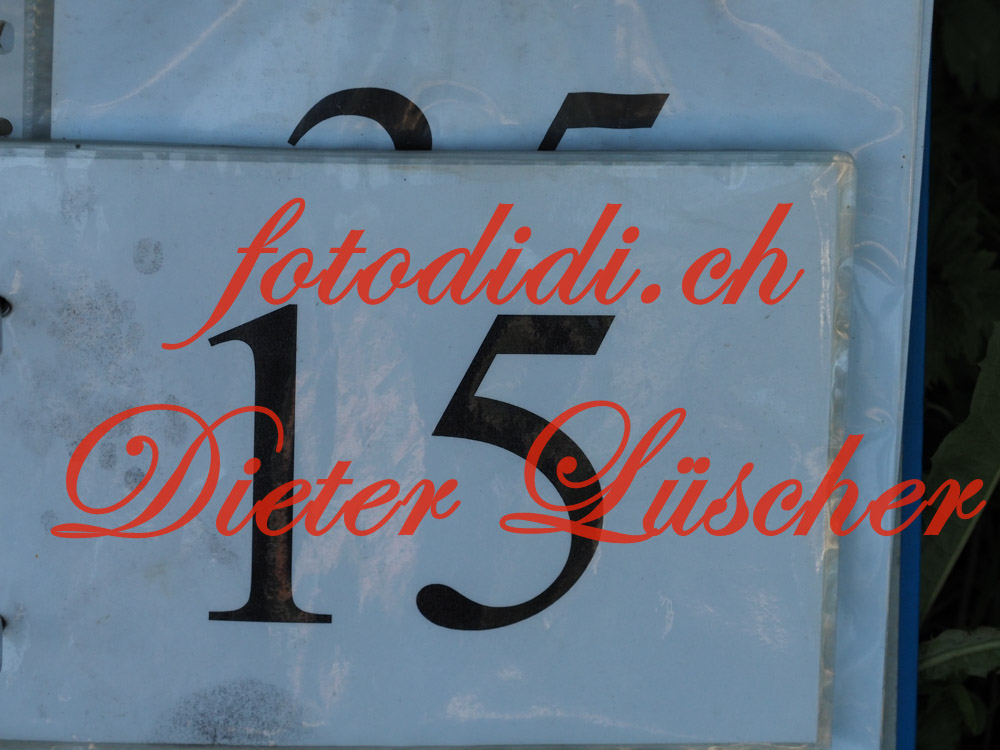 fotodidi.ch
15
Dieter Lüscher